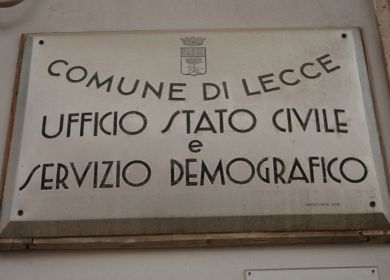 COMUNE DI LECCE
UFFICIO STATO CIVILE
e
SERVIZIO DEMOGRAFICO